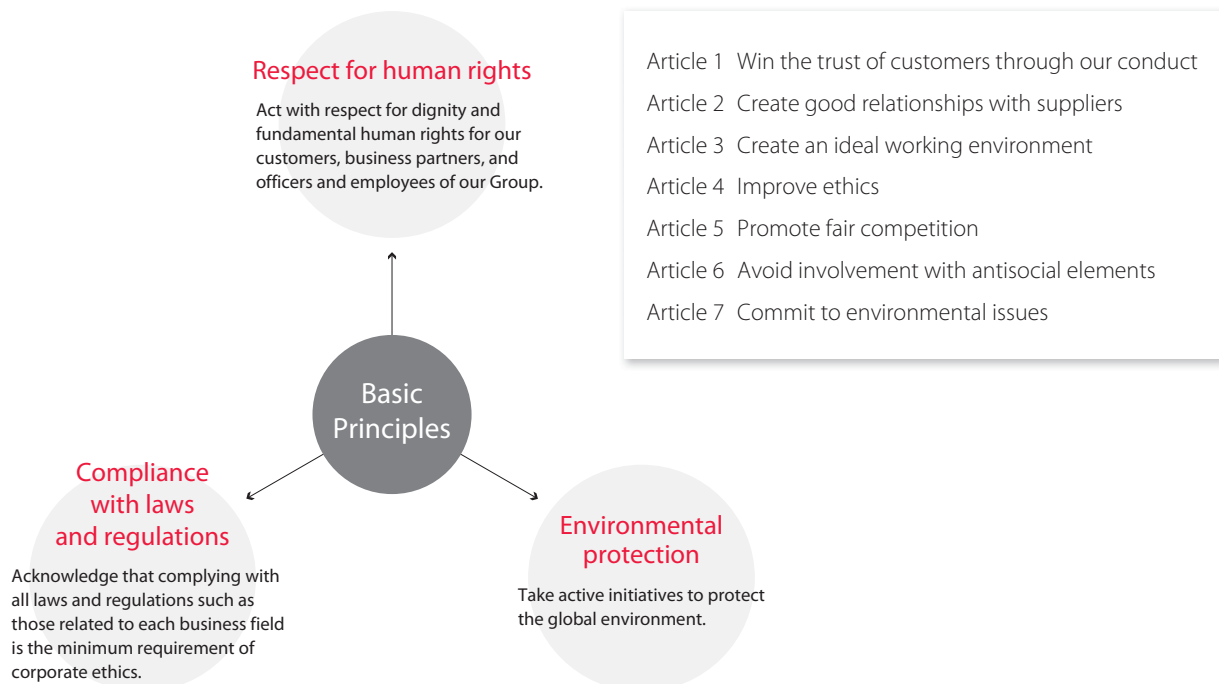 Respect for human rights
Act with respect for dignity and
fundamental human rights for our
customers, business partners, and
officers and employees of our Group.
Article 1 Win the trust of customers through our conduct
Article 2 Create good relationships with suppliers
Article 3 Create an ideal working environment
Article 4 Improve ethics
Article 5 Promote fair competition
Article 6 Avoid involvement with antisocial elements
Article 7 Commit to environmental issues
Basic
Principles
Compliance
with laws
and regulations
Acknowledge that complying with
all laws and regulations such as
those related to each business field
is the minimum requirement of
corporate ethics.
Environmental
protection
Take active initiatives to protect
the global environment.